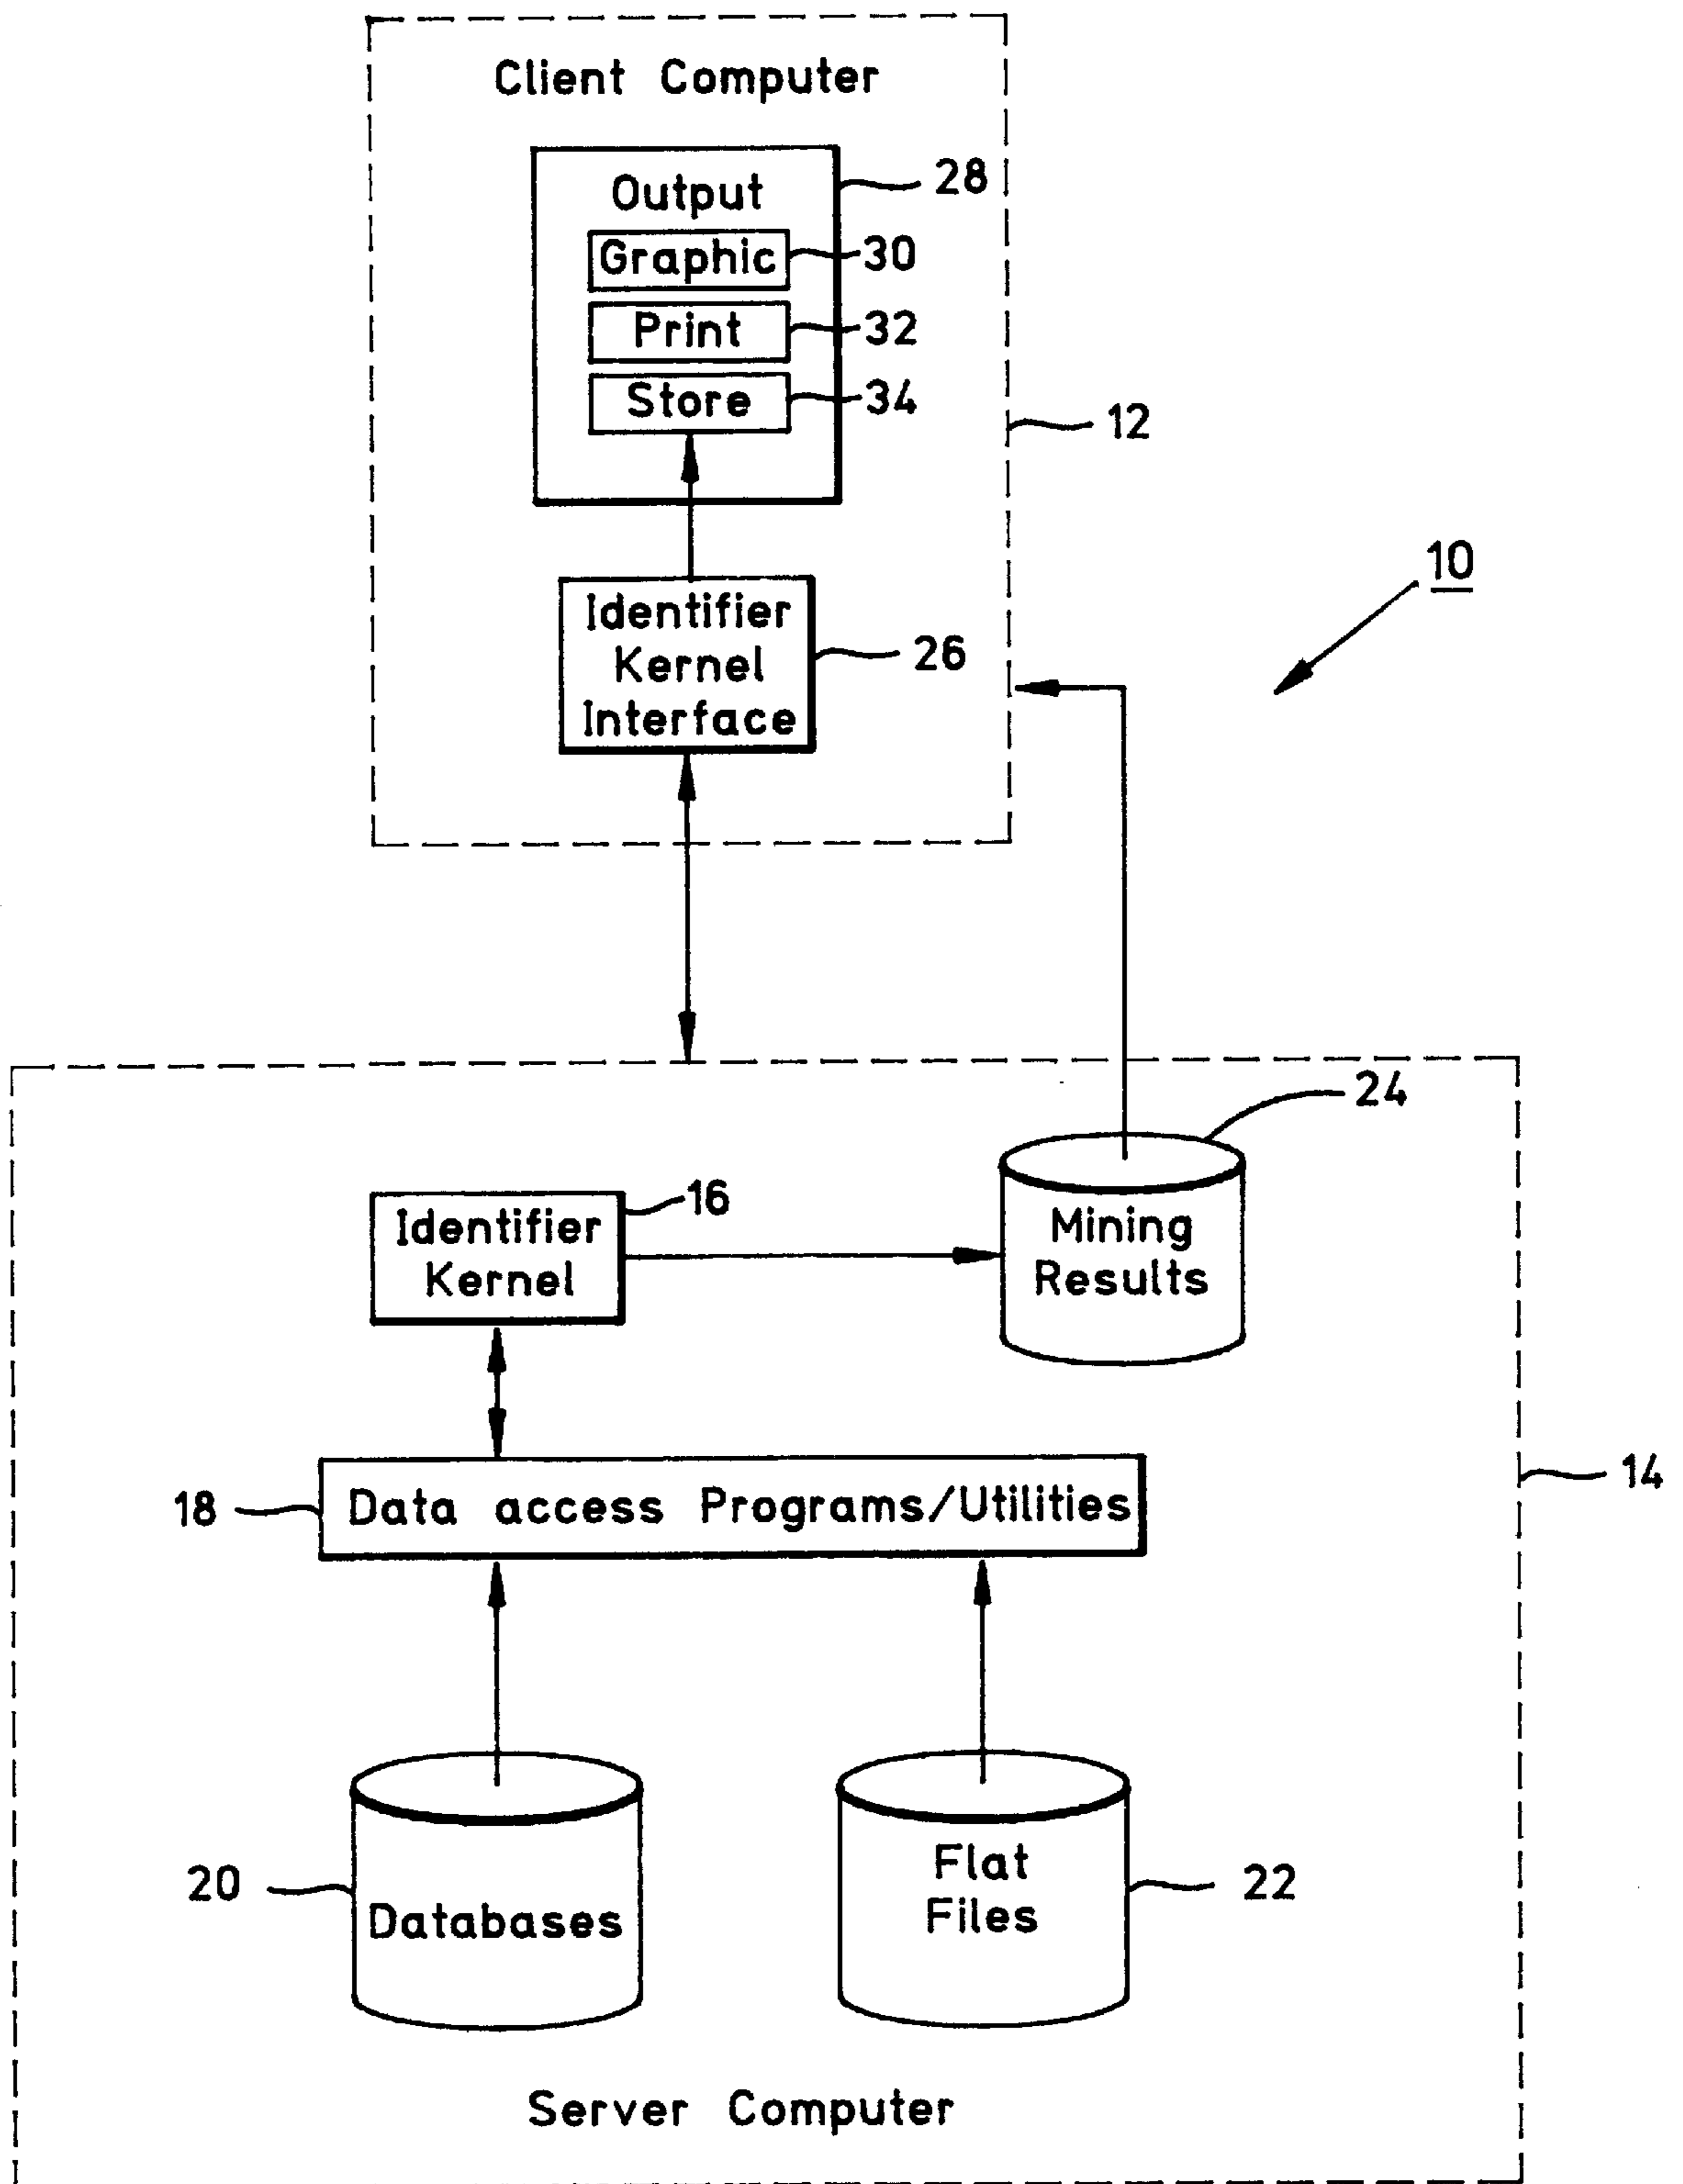 Client Computer
Output
28
Graphic
30
Print
32
Store
34
12
10
Identifier
Kernel
Interface
26
24
16
Identifier
Kernel
Mining
Results
14
18
Data access Programs/Utilities
20
Databases
Flat
Files
22
Server Computer